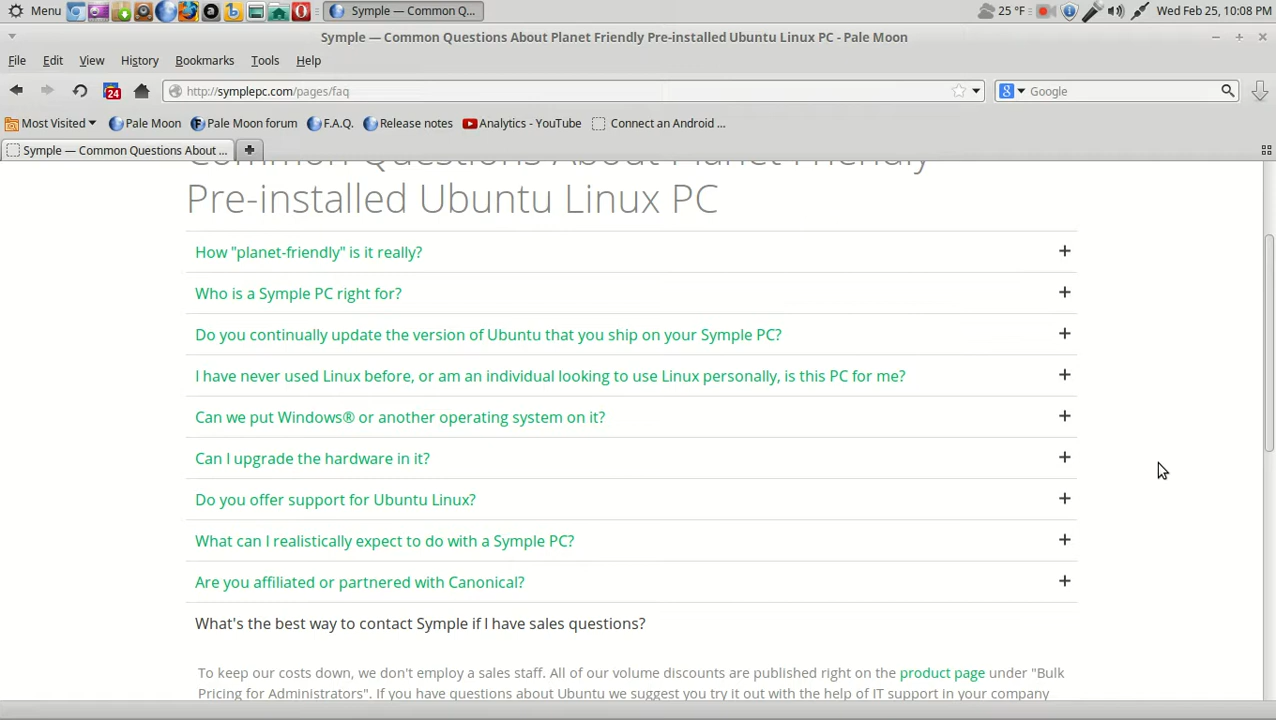 Menu
Symple — Common Q...
25 °F
Wed Feb 25, 10:08 PM
Symple — Common Questions About Planet Friendly Pre-installed Ubuntu Linux PC - Pale Moon
File Edit View History Bookmarks Tools Help
24
http://symplepc.com/pages/faq
8 Google
Most Visited Pale Moon Pale Moon forum F.A.Q. Release notes Analytics - YouTube Connect an Android ...
Symple — Common Questions About ...
Common Questions About Planet Friendly
Pre-installed Ubuntu Linux PC
How "planet-friendly" is it really? +
Who is a Symple PC right for? +
Do you continually update the version of Ubuntu that you ship on your Symple PC? +
I have never used Linux before, or am an individual looking to use Linux personally, is this PC for me? +
Can we put Windows® or another operating system on it? +
Can I upgrade the hardware in it? +
Do you offer support for Ubuntu Linux? +
What can I realistically expect to do with a Symple PC? +
Are you affiliated or partnered with Canonical? +
What's the best way to contact Symple if I have sales questions?
To keep our costs down, we don't employ a sales staff. All of our volume discounts are published right on the product page under "Bulk
Pricing for Administrators". If you have questions about Ubuntu we suggest you try it out with the help of IT support in your company